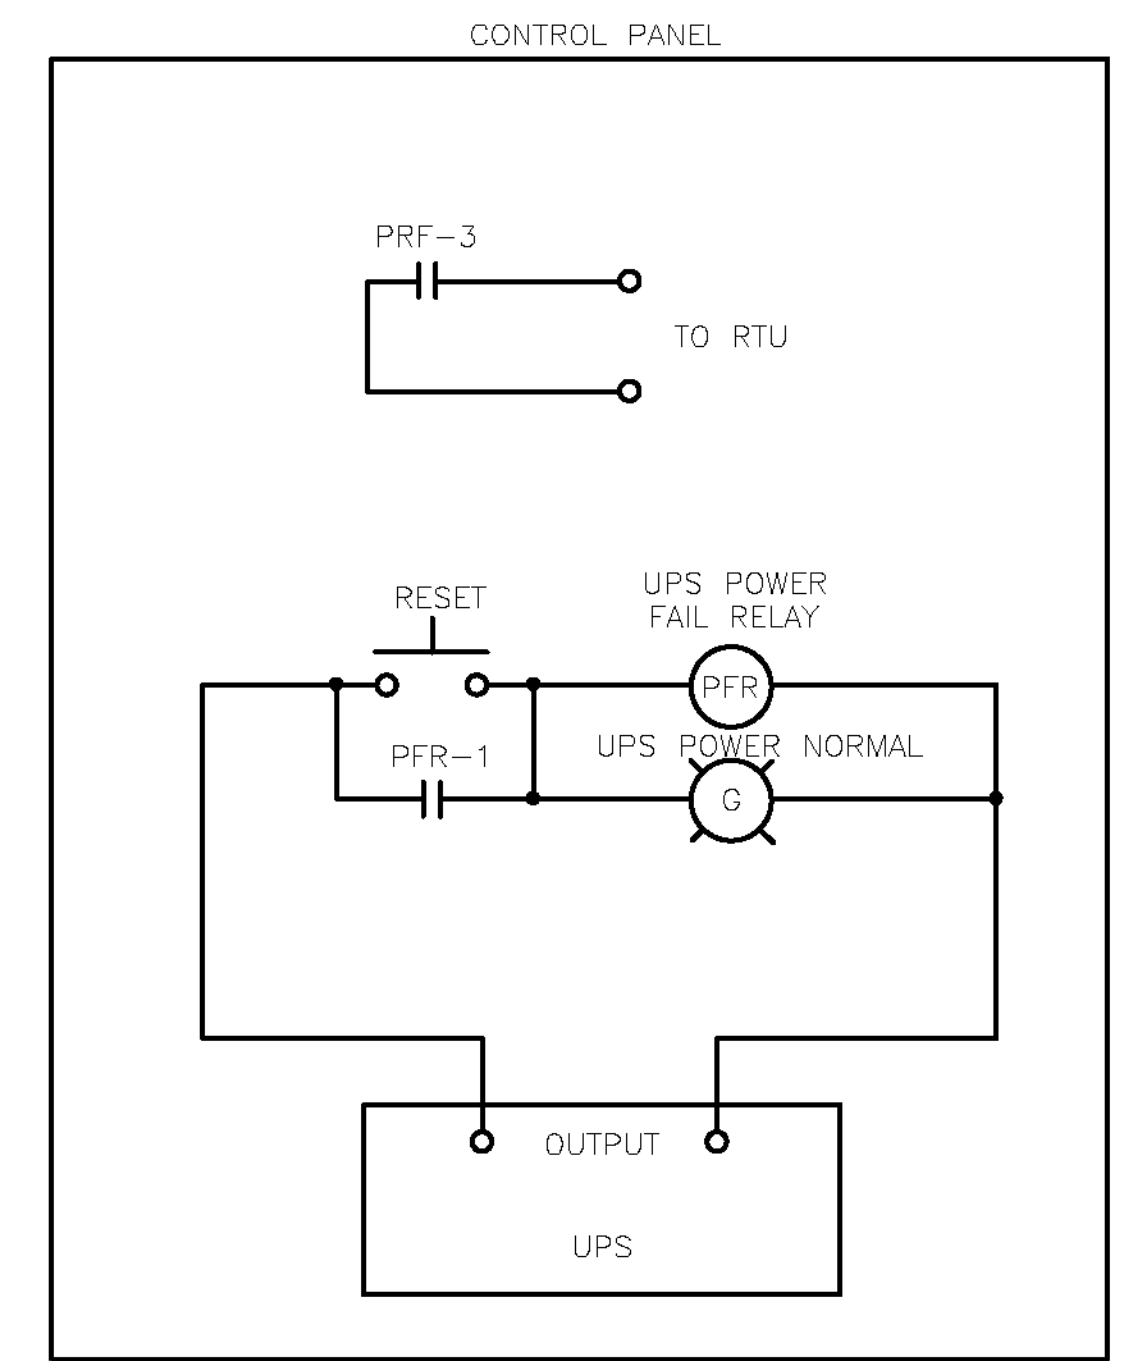 CONTROL PANEL
PRF-3
TO RTU
RESET
UPS POWER
FAIL RELAY
PFR
UPS POWER NORMAL
PFR-1
G
OUTPUT
UPS